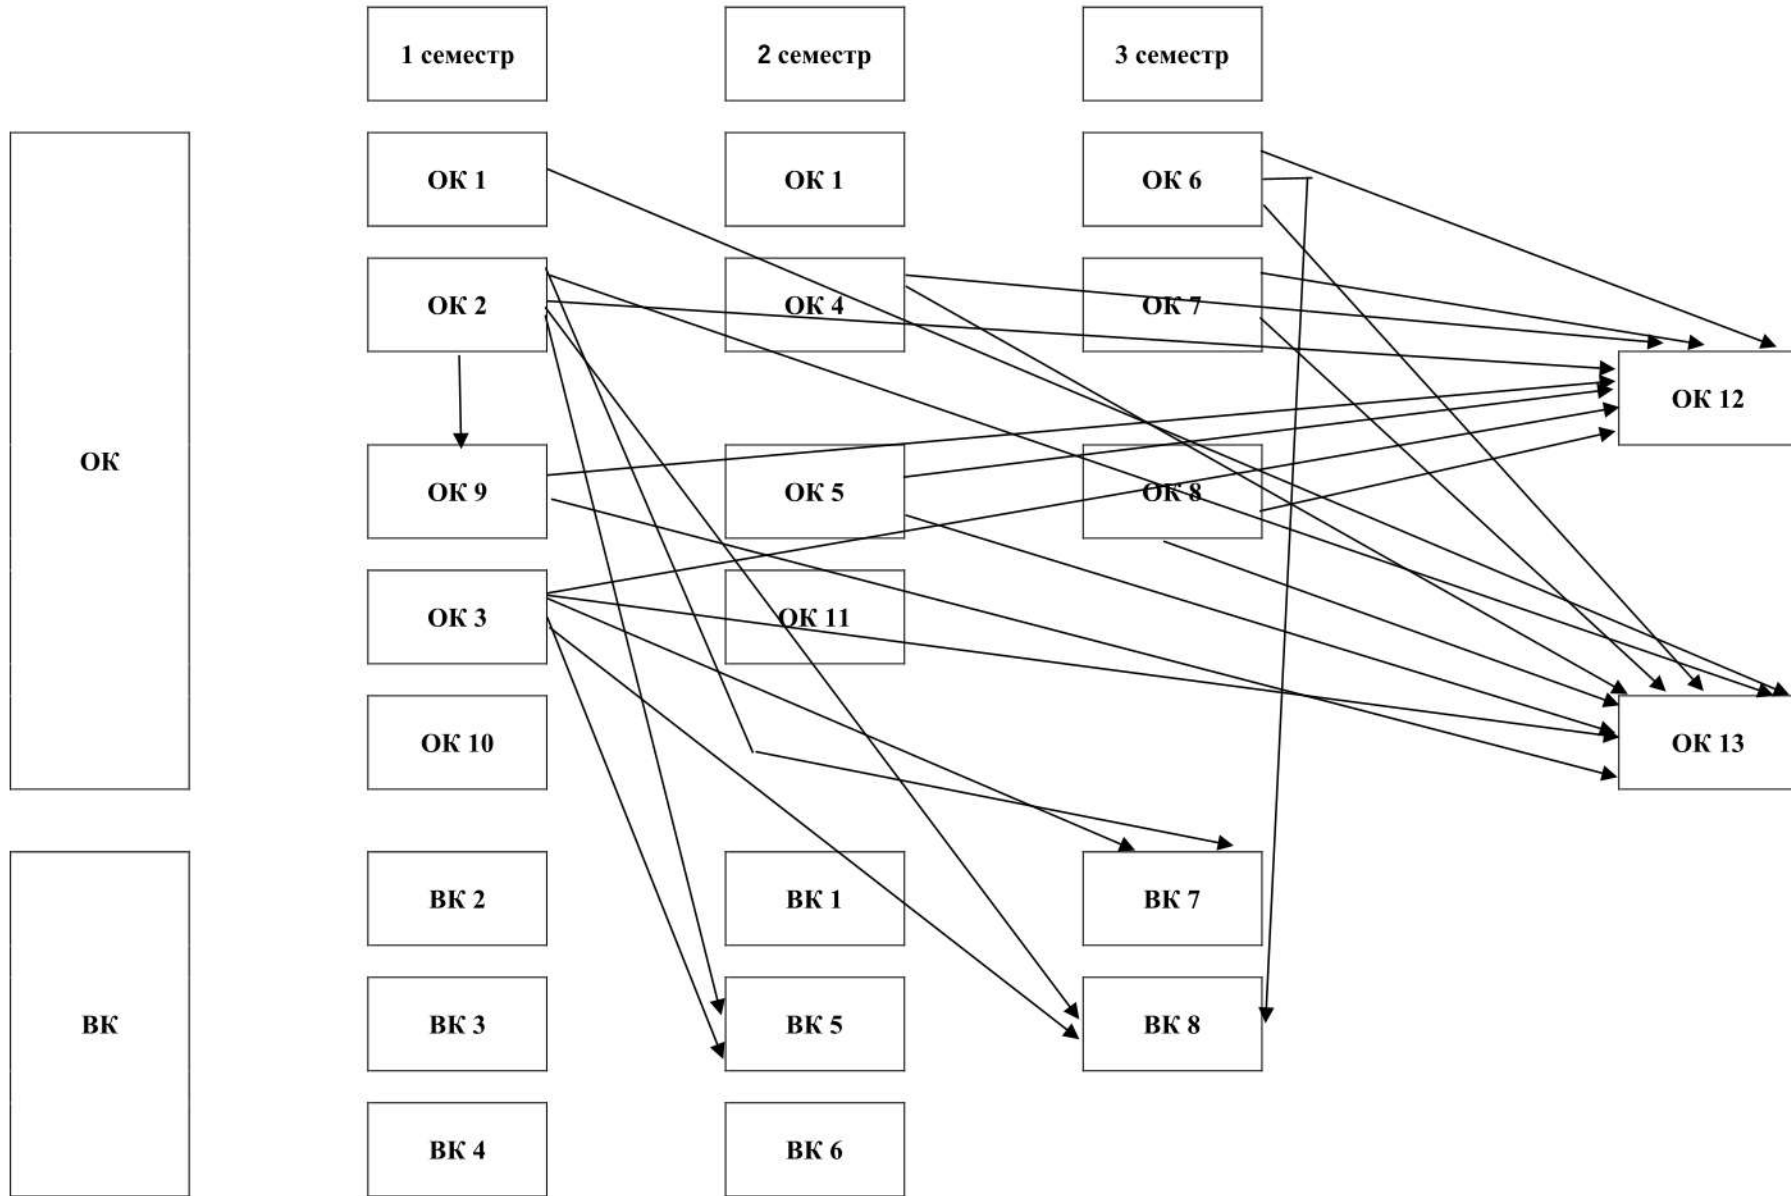 1 семестр
2 семестр
3 семестр
ОК 1
ОК 1
ОК 6
ОК 2
ОК 4
ОК 7
ОК 12
ОК
ОК 9
ОК 5
ОК 8
ОК 3
ОК 11
ОК 10
ОК 13
ВК 2
ВК 1
ВК 7
ВК
ВК 3
ВК 5
ВК 8
ВК 4
ВК 6